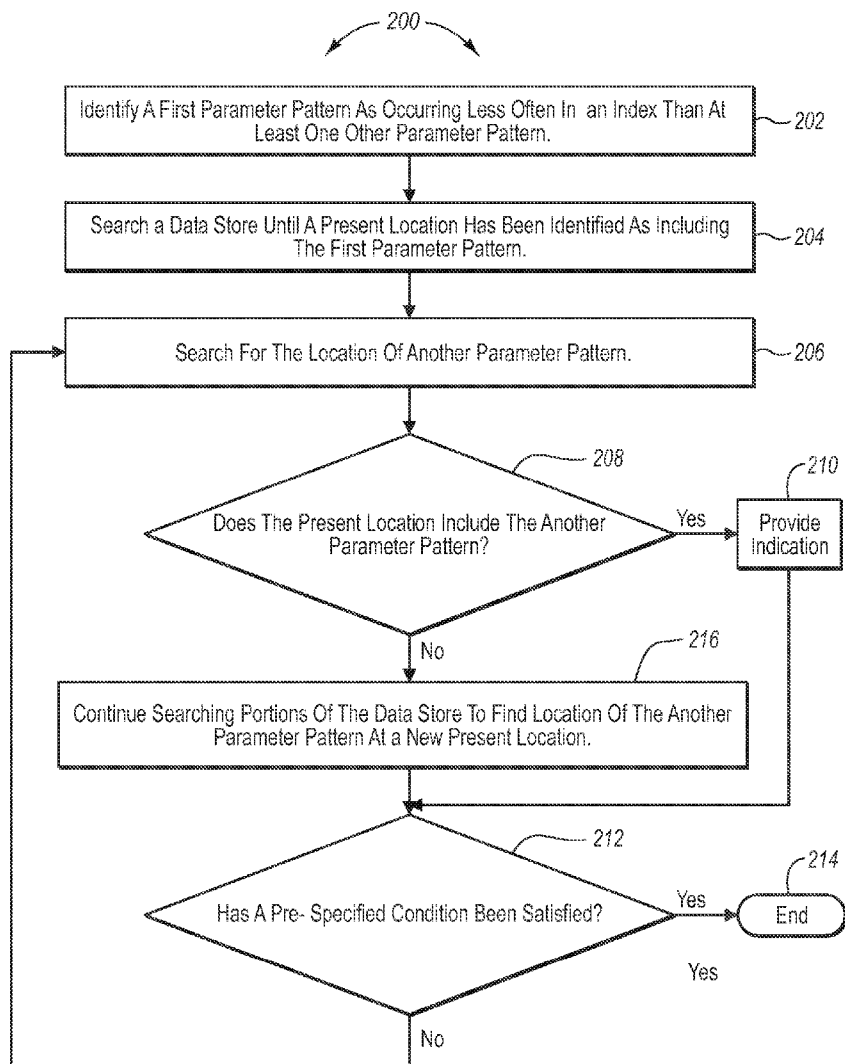 200
Identify A First Parameter Pattern As Occurring Less Often In an Index Than At
Least One Other Parameter Pattern.
202
Search a Data Store Until A Present Location Has Been Identified As Including
The First Parameter Pattern.
204
Search For The Location Of Another Parameter Pattern.
206
208
Does The Present Location Include The Another
Parameter Pattern?
Yes
210
Provide
Indication
No
216
Continue Searching Portions Of The Data Store To Find Location Of The Another
Parameter Pattern At a New Present Location.
212
Has A Pre- Specified Condition Been Satisfied?
Yes
214
End
Yes
No